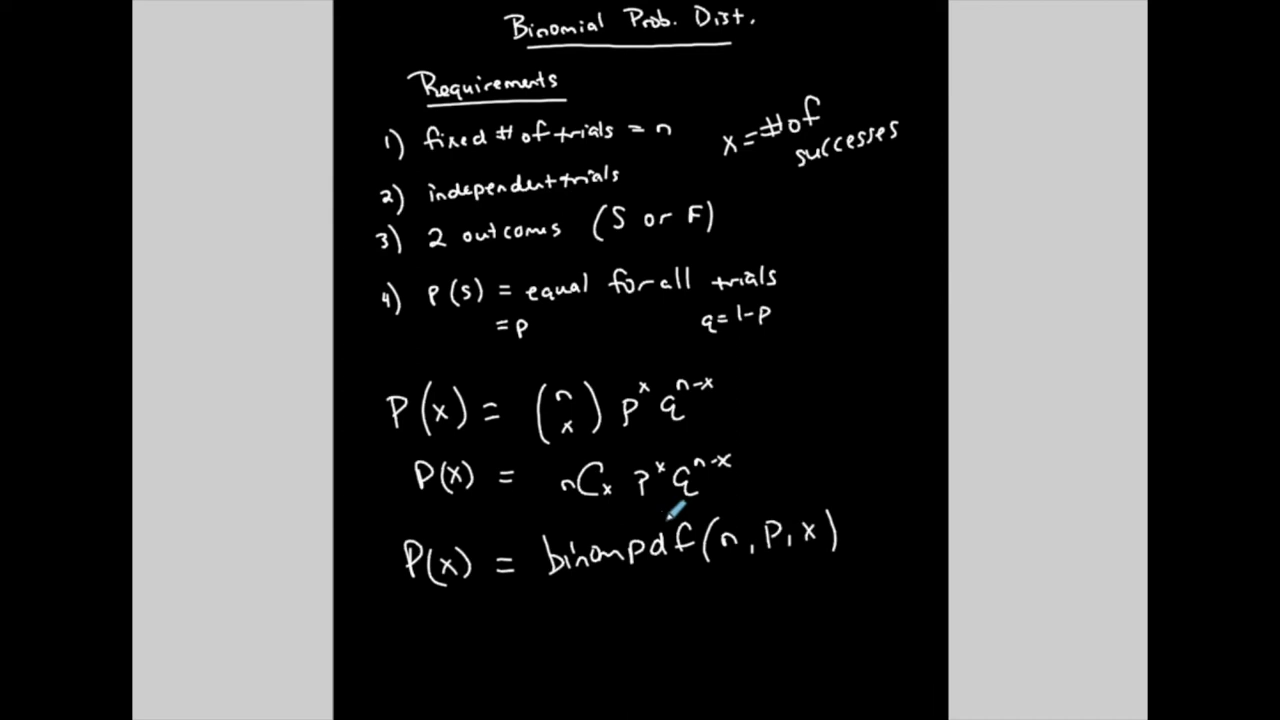 Binomial Prob. Dist.
Requirements
1) fixed # of trials = n
x = # of
successes
2) independent trials
3) 2 outcomes (S or F)
4) p(s) = equal for all trials
= p
q = 1-p
P(x) = (n x) p^x q^(n-x)
P(x) = nCx p^x q^(n-x)
P(x) = binompdf(n, p, x)